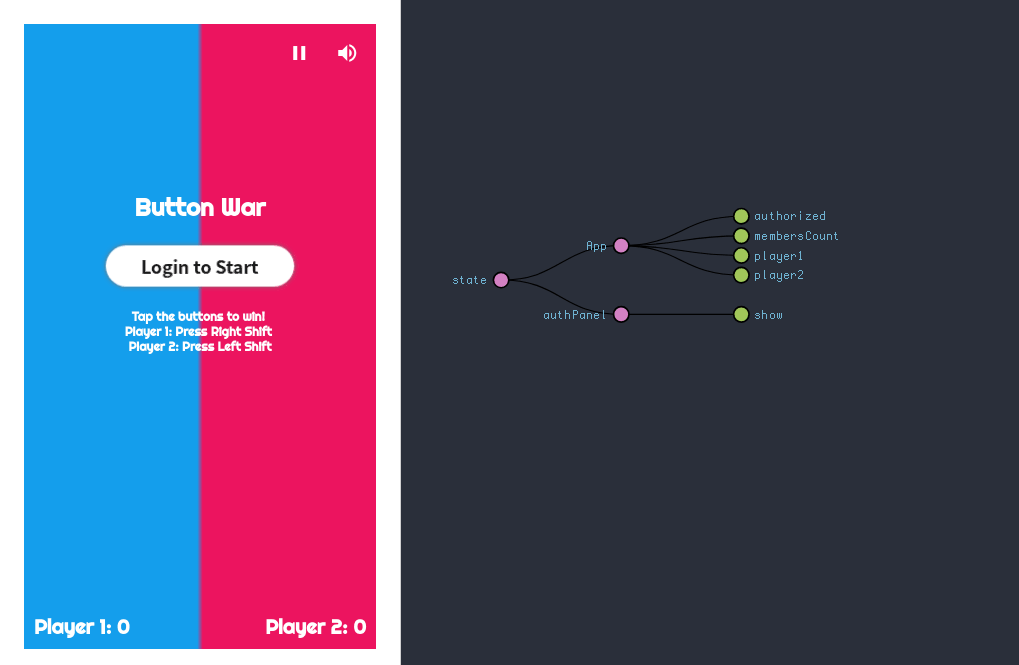 Button War
Login to Start
Tap the buttons to win!
Player 1: Press Right Shift
Player 2: Press Left Shift
Player 1: 0
Player 2: 0
state
App
authPanel
authorized
membersCount
player1
player2
show